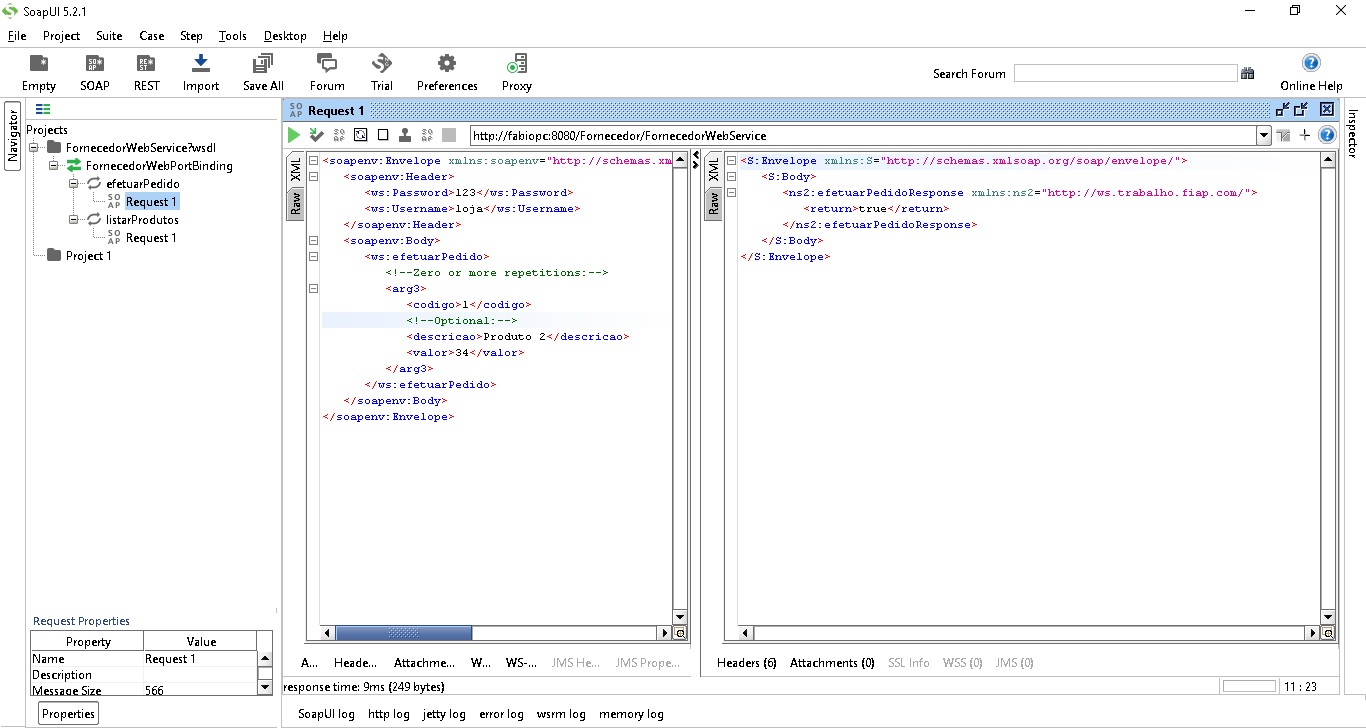 SoapUI 5.2.1
File Project Suite Case Step Tools Desktop Help
Empty SOAP REST Import Save All Forum Trial Preferences Proxy
Search Forum
Online Help
Navigator
Projects
FornecedorWebService?wsdl
FornecedorWebPortBinding
efetuarPedido
Request 1
listarProdutos
Request 1
Project 1
Request Properties
Property Value
Name Request 1
Description
Message Size 566
Properties
Request 1
http://fabiopc:8080/Fornecedor/FornecedorWebService
XML
Raw
<soapenv:Envelope xmlns:soapenv="http://schemas.xm
<soapenv:Header>
<ws:Password>123</ws:Password>
<ws:Username>loja</ws:Username>
</soapenv:Header>
<soapenv:Body>
<ws:efetuarPedido>
<!--Zero or more repetitions:-->
<arg3>
<codigo>1</codigo>
<!--Optional:-->
<descricao>Produto 2</descricao>
<valor>34</valor>
</arg3>
</ws:efetuarPedido>
</soapenv:Body>
</soapenv:Envelope>
A... Heade... Attachme... W... WS-... JMS He... JMS Prope...
XML
Raw
<S:Envelope xmlns:S="http://schemas.xmlsoap.org/soap/envelope/">
<S:Body>
<ns2:efetuarPedidoResponse xmlns:ns2="http://ws.trabalho.fiap.com/">
<return>true</return>
</ns2:efetuarPedidoResponse>
</S:Body>
</S:Envelope>
Headers (6) Attachments (0) SSL Info WSS (0) JMS (0)
response time: 9ms (249 bytes)
11 : 23
SoapUI log http log jetty log error log wsrm log memory log
Inspector